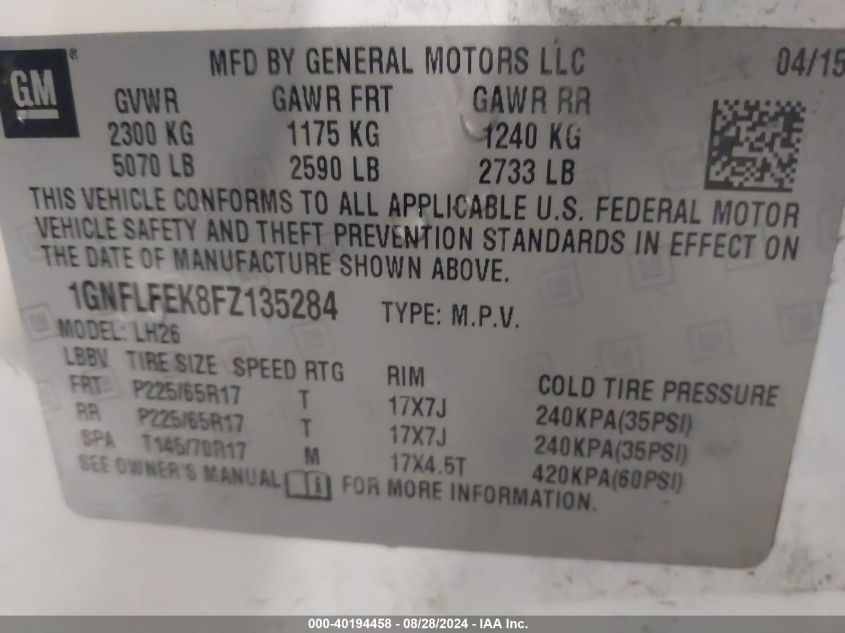 GM ®
MFD BY GENERAL MOTORS LLC 04/15
GVWR GAWR FRT GAWR RR
2300 KG 1175 KG 1240 KG
5070 LB 2590 LB 2733 LB
THIS VEHICLE CONFORMS TO ALL APPLICABLE U.S. FEDERAL MOTOR
VEHICLE SAFETY AND THEFT PREVENTION STANDARDS IN EFFECT ON
THE DATE OF MANUFACTURE SHOWN ABOVE.
1GNFLFEK8FZ135284 TYPE: M.P.V.
MODEL: LH26
LBBV TIRE SIZE SPEED RTG RIM COLD TIRE PRESSURE
FRT P225/65R17 T 17X7J 240KPA(35PSI)
RR P225/65R17 T 17X7J 240KPA(35PSI)
SPA T145/70R17 M 17X4.5T 420KPA(60PSI)
SEE OWNER'S MANUAL i FOR MORE INFORMATION.
000-40194458 - 08/28/2024 - IAA Inc.